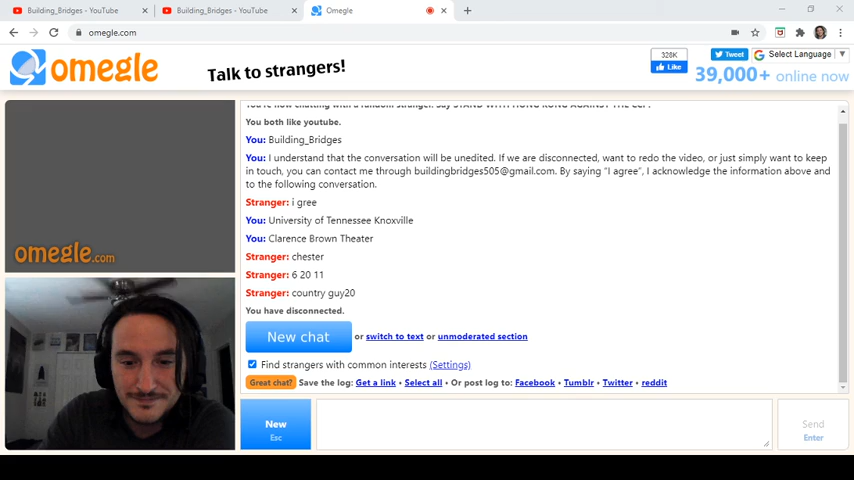 Building_Bridges - YouTube
Building_Bridges - YouTube
Omegle
omegle.com
omegle
Talk to strangers!
328K
Like
Tweet
G Select Language
39,000+ online now
You both like youtube.
You: Building_Bridges
You: I understand that the conversation will be unedited. If we are disconnected, want to redo the video, or just simply want to keep
in touch, you can contact me through buildingbridges505@gmail.com. By saying "I agree", I acknowledge the information above and
to the following conversation.
Stranger: i gree
You: University of Tennessee Knoxville
You: Clarence Brown Theater
Stranger: chester
Stranger: 6 20 11
Stranger: country guy20
You have disconnected.
New chat or switch to text or unmoderated section
Find strangers with common interests (Settings)
Great chat? Save the log: Get a link • Select all • Or post log to: Facebook • Tumblr • Twitter • reddit
omegle.com
New
Esc
Send
Enter